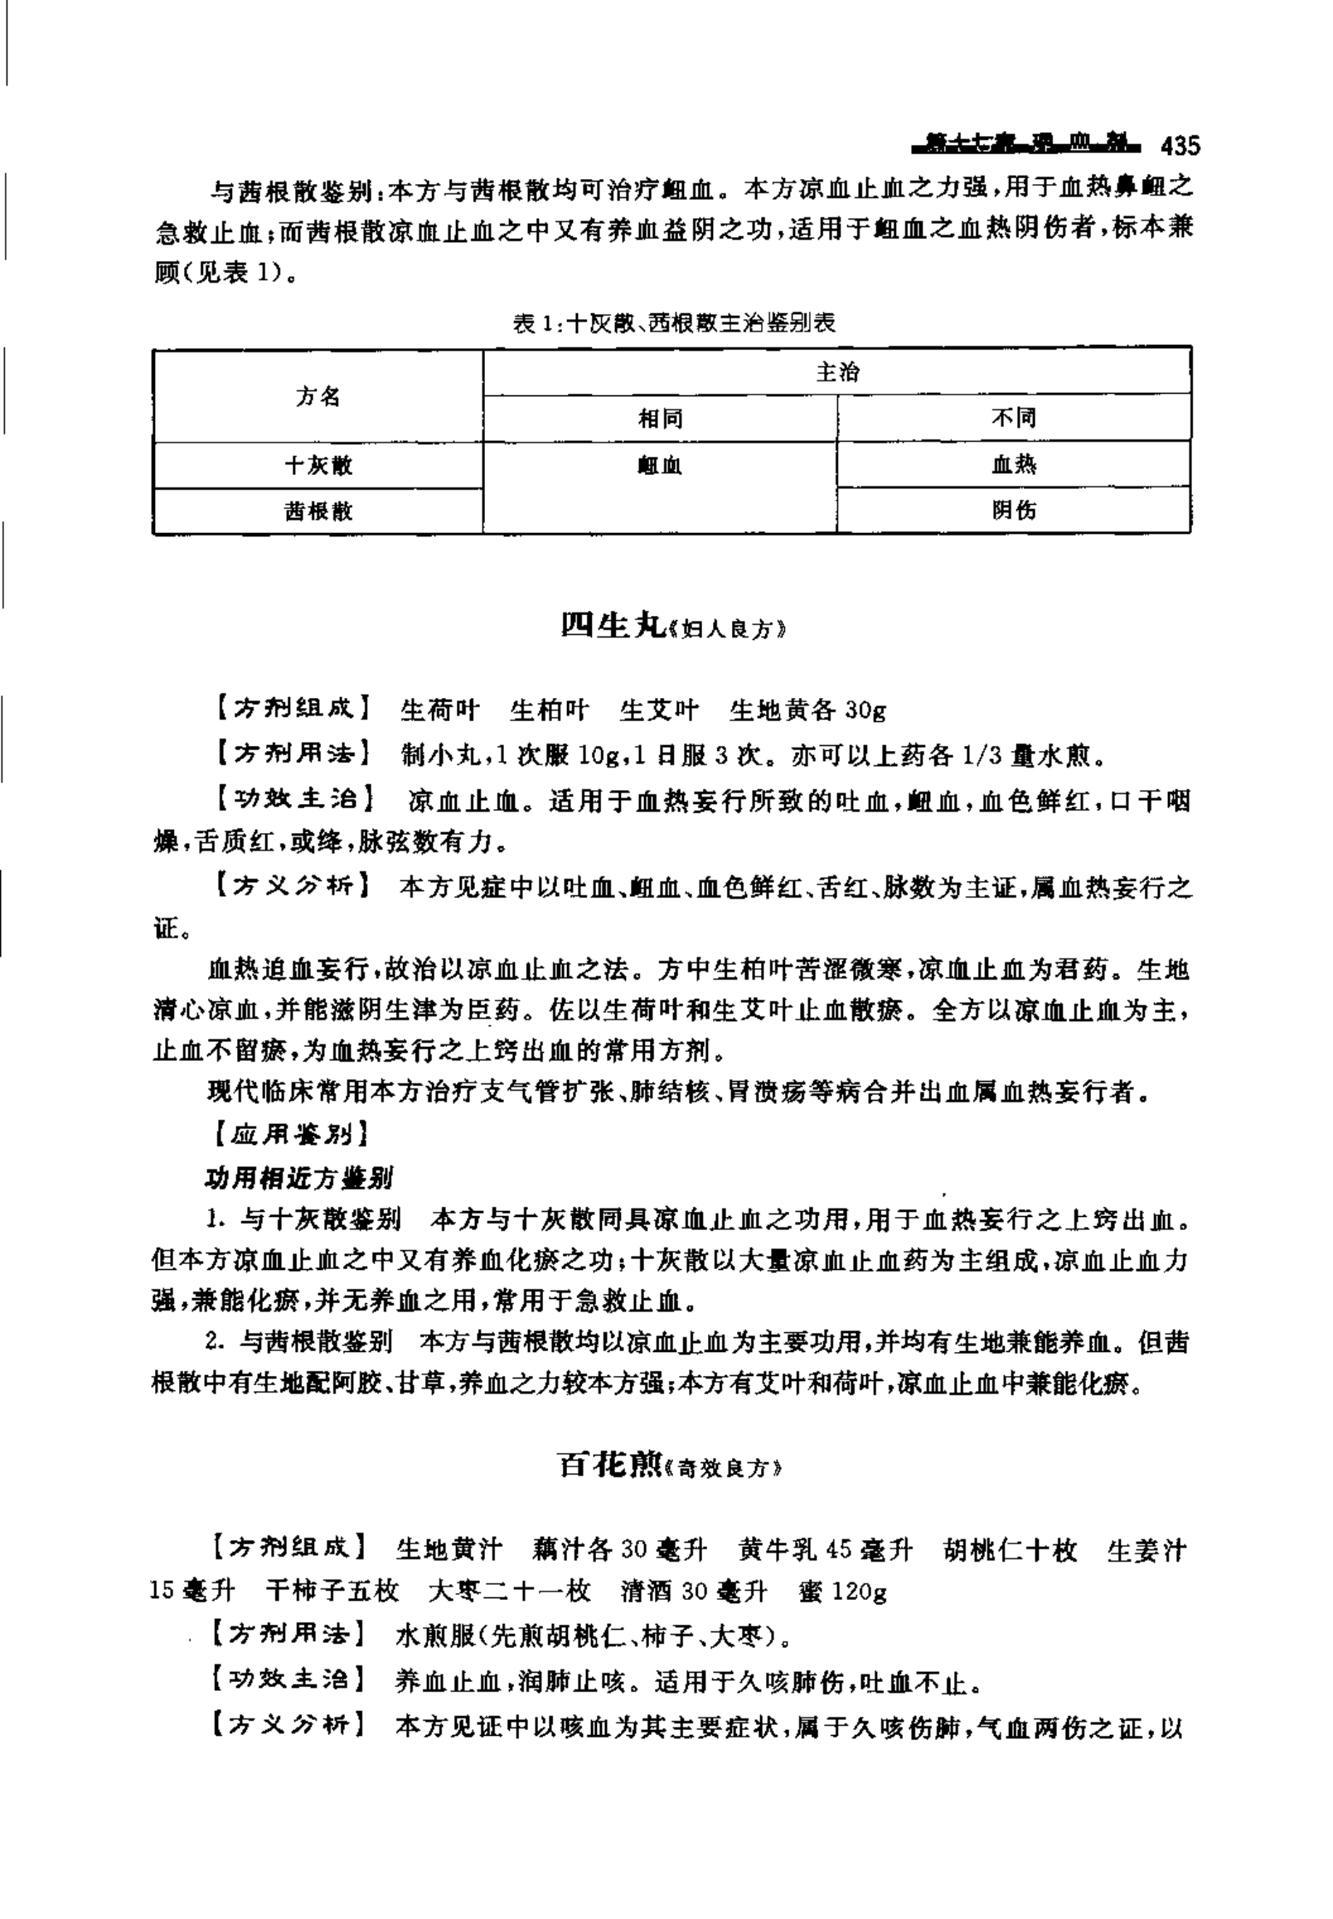 第十七章 理血剂 435
与茜根散鉴别:本方与茜根散均可治疗衄血。本方凉血止血之力强,用于血热鼻衄之
急救止血;而茜根散凉血止血之中又有养血益阴之功,适用于衄血之血热阴伤者,标本兼
顾(见表 1)。
表 1:十灰散、茜根散主治鉴别表
方名 主治
相同 不同
十灰散 衄血 血热
茜根散 阴伤
四生丸《妇人良方》
【方剂组成】 生荷叶 生柏叶 生艾叶 生地黄各 30g
【方剂用法】 制小丸,1 次服 10g,1 日服 3 次。亦可以上药各 1/3 量水煎。
【功效主治】 凉血止血。适用于血热妄行所致的吐血,衄血,血色鲜红,口干咽
燥,舌质红,或绛,脉弦数有力。
【方义分析】 本方见症中以吐血、衄血、血色鲜红、舌红、脉数为主证,属血热妄行之
证。
血热迫血妄行,故治以凉血止血之法。方中生柏叶苦涩微寒,凉血止血为君药。生地
清心凉血,并能滋阴生津为臣药。佐以生荷叶和生艾叶止血散瘀。全方以凉血止血为主,
止血不留瘀,为血热妄行之上窍出血的常用方剂。
现代临床常用本方治疗支气管扩张、肺结核、胃溃疡等病合并出血属血热妄行者。
【应用鉴别】
功用相近方鉴别
1. 与十灰散鉴别 本方与十灰散同具凉血止血之功用,用于血热妄行之上窍出血。
但本方凉血止血之中又有养血化瘀之功;十灰散以大量凉血止血药为主组成,凉血止血力
强,兼能化瘀,并无养血之用,常用于急救止血。
2. 与茜根散鉴别 本方与茜根散均以凉血止血为主要功用,并均有生地兼能养血。但茜
根散中有生地配阿胶、甘草,养血之力较本方强;本方有艾叶和荷叶,凉血止血中兼能化瘀。
百花煎《奇效良方》
【方剂组成】 生地黄汁 藕汁各 30 毫升 黄牛乳 45 毫升 胡桃仁十枚 生姜汁
15 毫升 干柿子五枚 大枣二十一枚 清酒 30 毫升 蜜 120g
【方剂用法】 水煎服(先煎胡桃仁、柿子、大枣)。
【功效主治】 养血止血,润肺止咳。适用于久咳肺伤,吐血不止。
【方义分析】 本方见证中以咳血为其主要症状,属于久咳伤肺,气血两伤之证,以